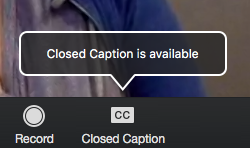 Closed Caption is available
CC
Record
Closed Caption